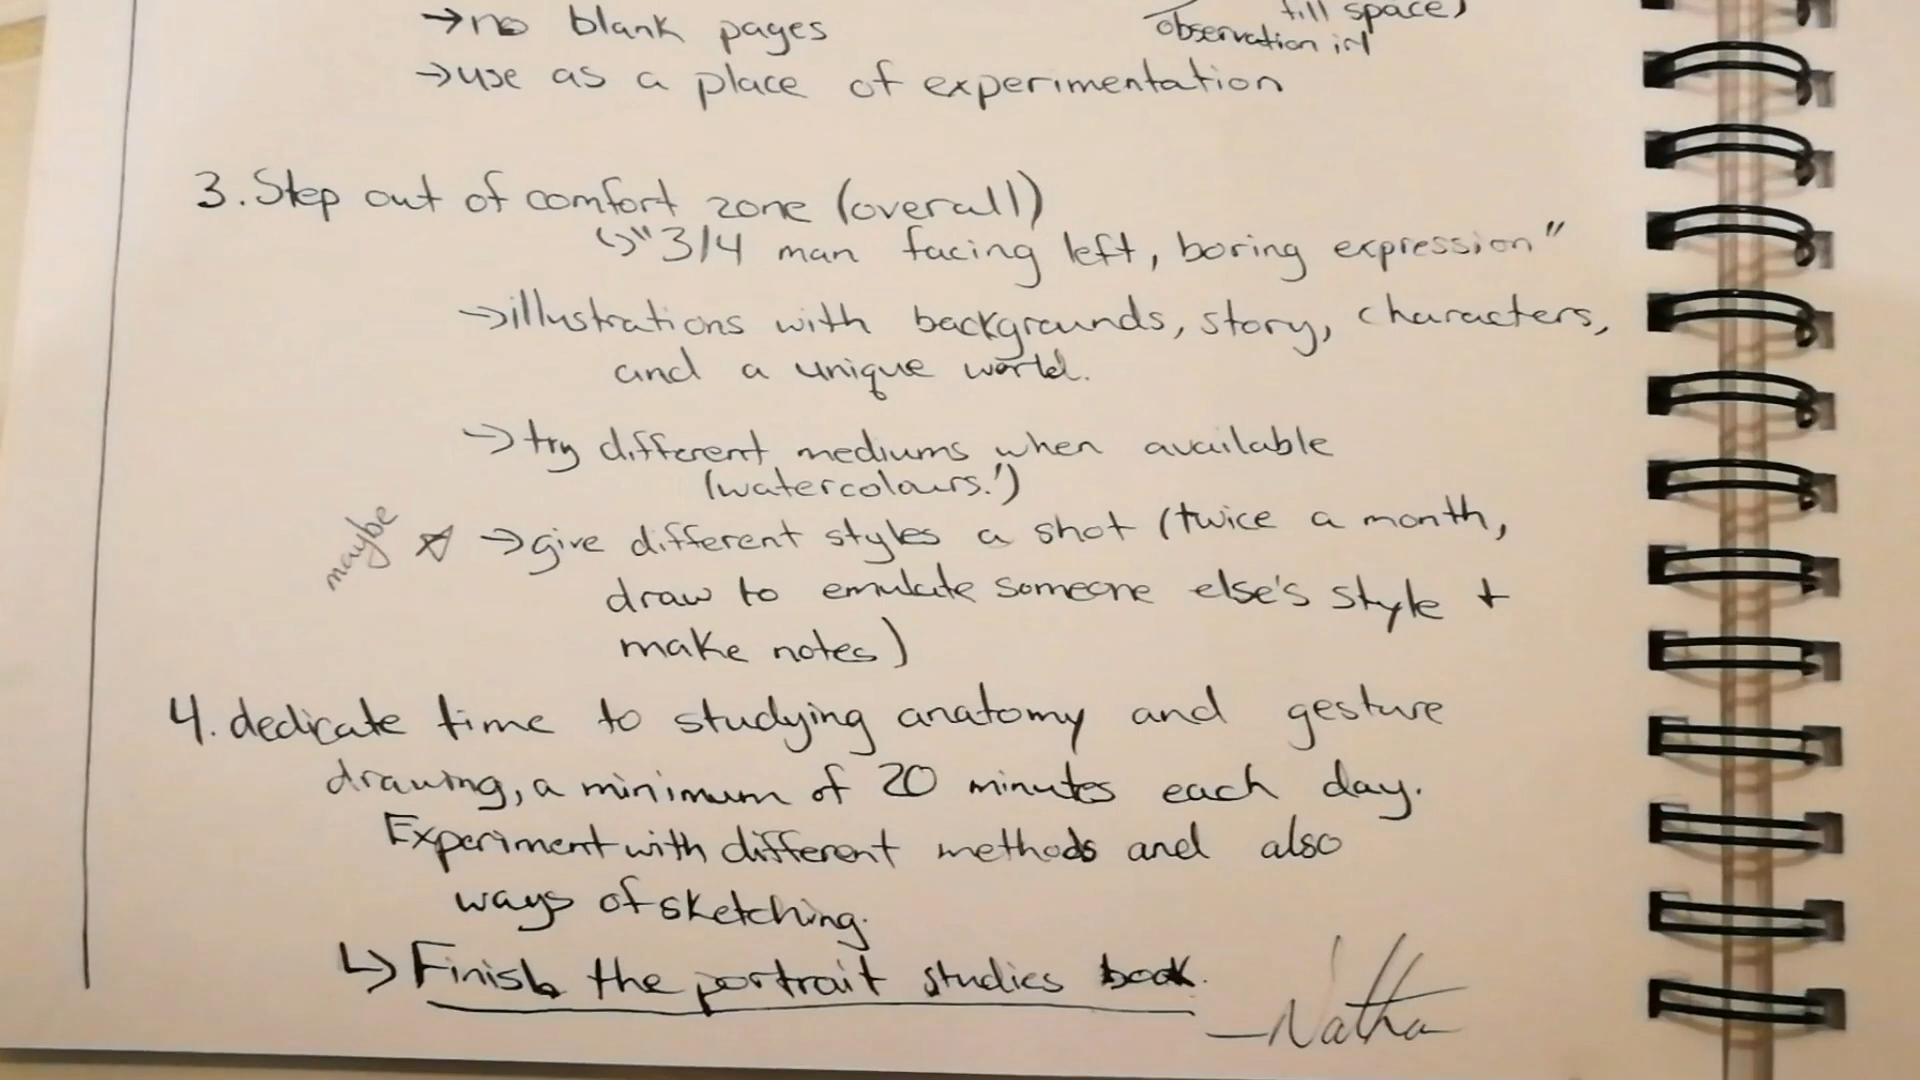 →no blank pages
fill space)
observation in
→use as a place of experimentation
3. Step out of comfort zone (overall)
↳"3/4 man facing left, boring expression"
→illustrations with backgrounds, story, characters,
and a unique world.
→try different mediums when available
(watercolours!)
maybe ☆ →give different styles a shot (twice a month,
draw to emulate someone else's style +
make notes)
4. dedicate time to studying anatomy and gesture
drawing, a minimum of 20 minutes each day.
Experiment with different methods and also
ways of sketching.
↳Finish the portrait studies book.
—Natha